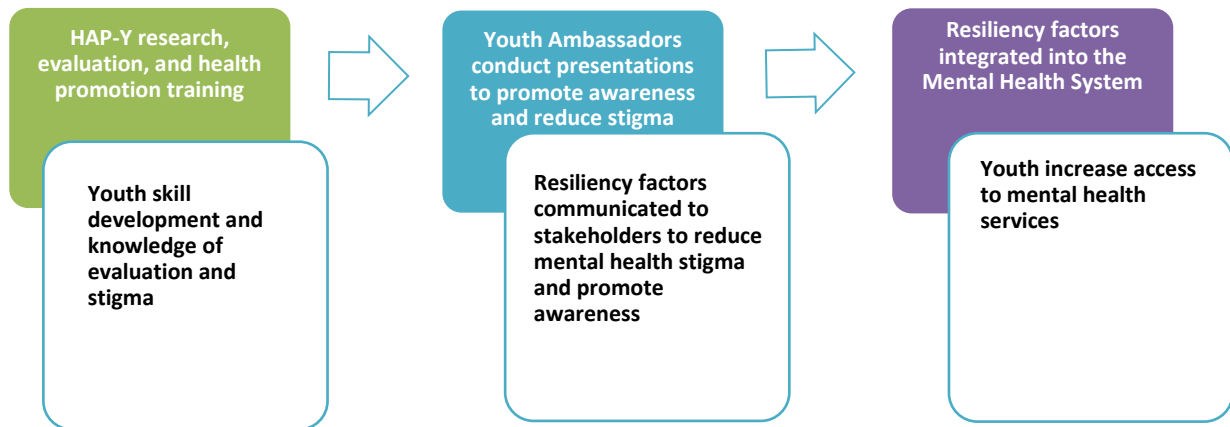 HAP-Y research,
evaluation, and health
promotion training
Youth skill
development and
knowledge of
evaluation and
stigma
Youth Ambassadors
conduct presentations
to promote awareness
and reduce stigma
Resiliency factors
communicated to
stakeholders to reduce
mental health stigma
and promote
awareness
Resiliency factors
integrated into the
Mental Health System
Youth increase access
to mental health
services